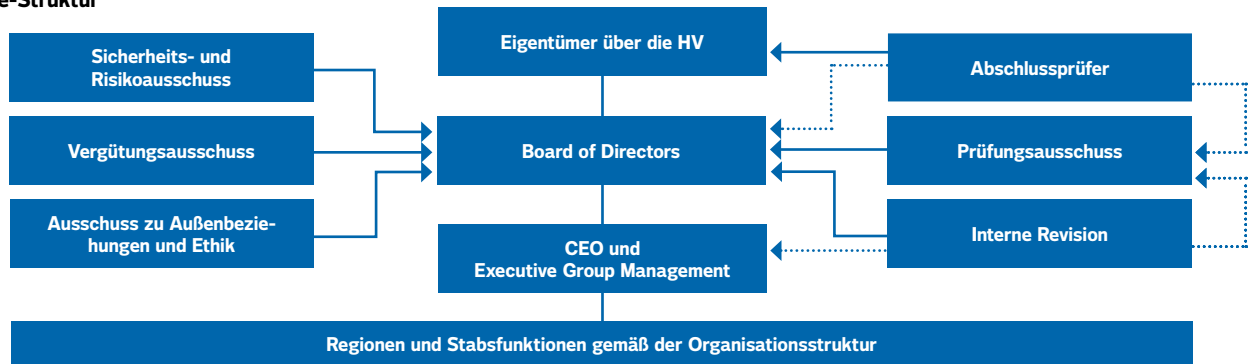 e-Struktur
Sicherheits- und
Risikoausschuss
Eigentümer über die HV
Abschlussprüfer
Vergütungsausschuss
Board of Directors
Prüfungsausschuss
Ausschuss zu Außenbezie-
hungen und Ethik
CEO und
Executive Group Management
Interne Revision
Regionen und Stabsfunktionen gemäß der Organisationsstruktur